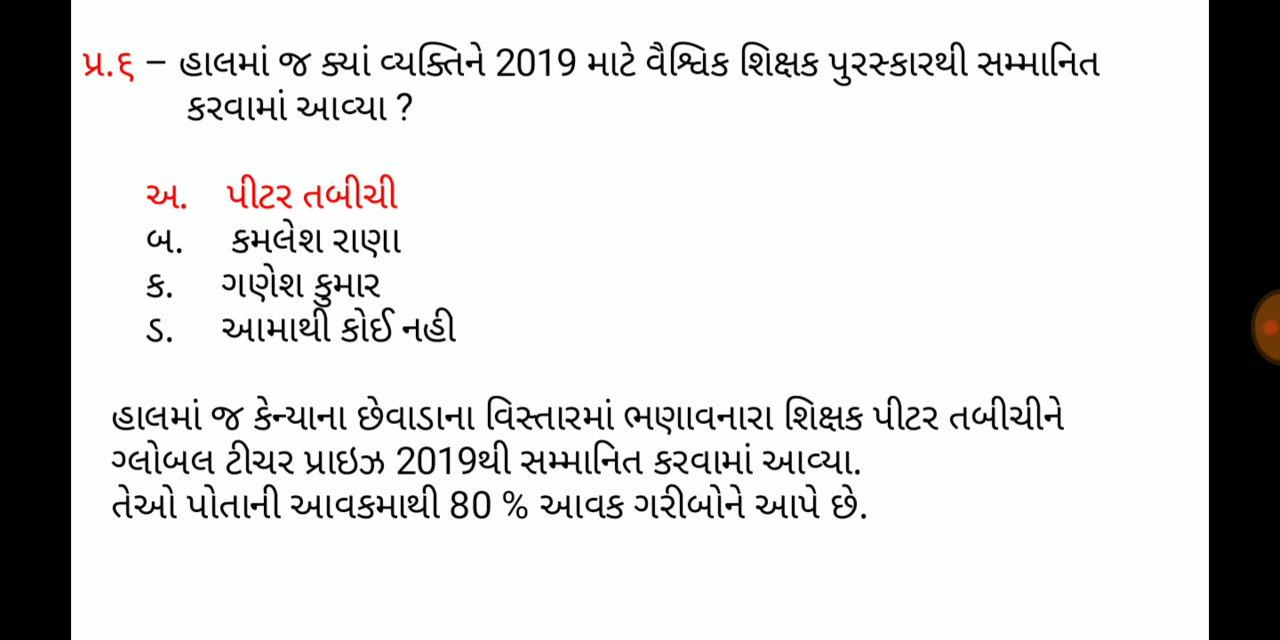 પ્ર.૬ – હાલમાં જ ક્યાં વ્યક્તિને 2019 માટે વૈશ્વિક શિક્ષક પુરસ્કારથી સમ્માનિત
કરવામાં આવ્યા ?
અ. પીટર તબીચી
બ. કમલેશ રાણા
ક. ગણેશ કુમાર
ડ. આમાથી કોઈ નહી
હાલમાં જ કેન્યાના છેવાડાના વિસ્તારમાં ભણાવનારા શિક્ષક પીટર તબીચીને
ગ્લોબલ ટીચર પ્રાઇઝ 2019થી સમ્માનિત કરવામાં આવ્યા.
તેઓ પોતાની આવકમાથી 80 % આવક ગરીબોને આપે છે.